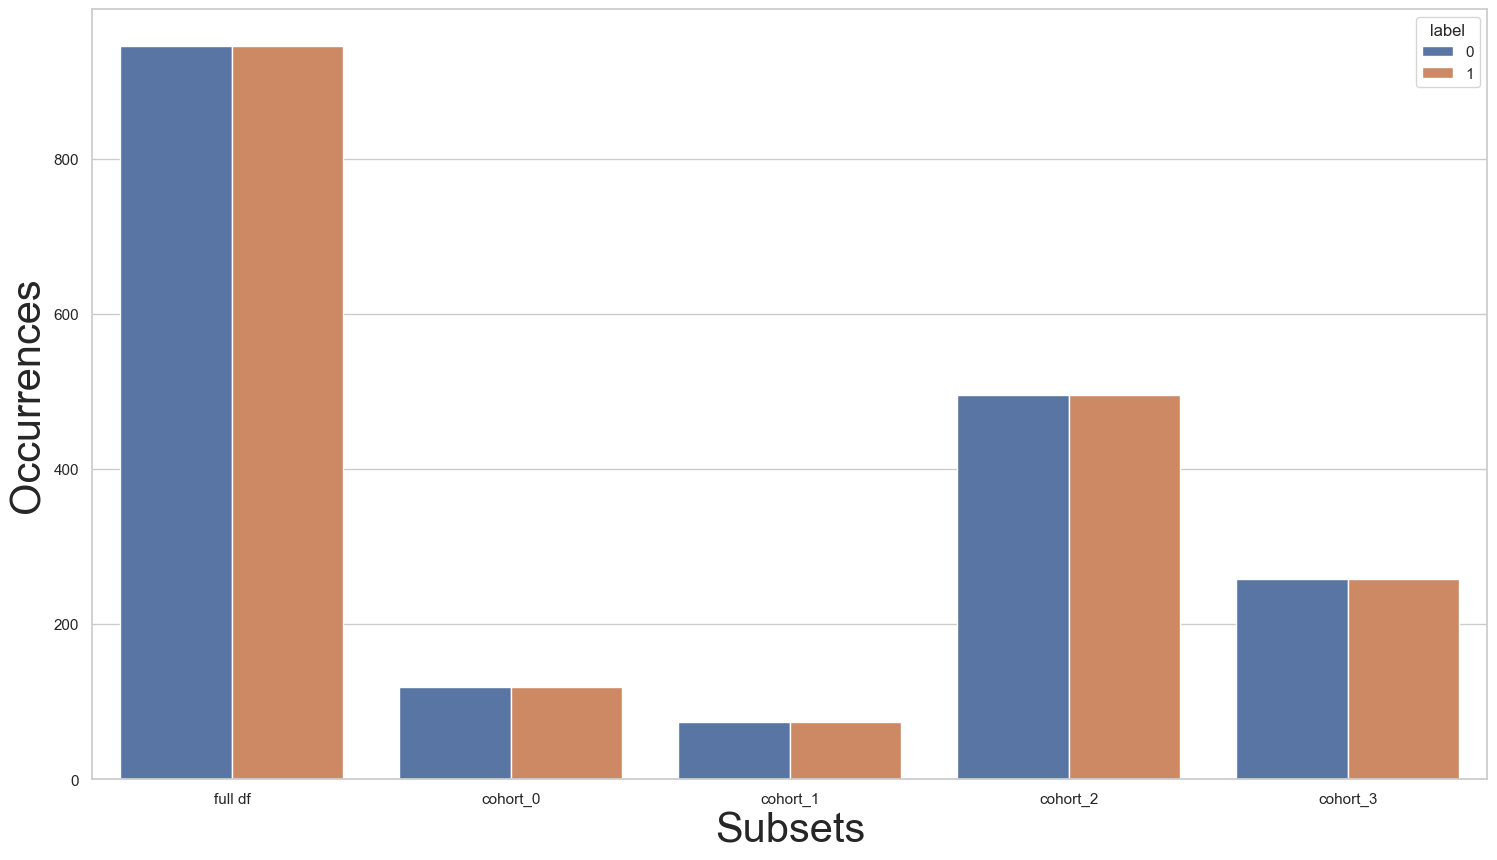 label
0
1
800
600
400
200
0
Occurrences
full df
cohort_0
cohort_1
cohort_2
cohort_3
Subsets